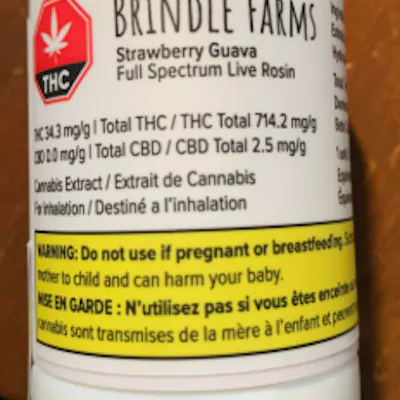 BRINDLE FARMS
THC
Strawberry Guava
Full Spectrum Live Rosin
THC 34.3 mg/g | Total THC / THC Total 714.2 mg/g
CBD 0.0 mg/g | Total CBD / CBD Total 2.5 mg/g
Cannabis Extract / Extrait de Cannabis
For Inhalation / Destiné a l'inhalation
WARNING: Do not use if pregnant or breastfeeding.
mother to child and can harm your baby.
MISE EN GARDE : N'utilisez pas si vous êtes enceinte
cannabis sont transmises de la mère à l'enfant et